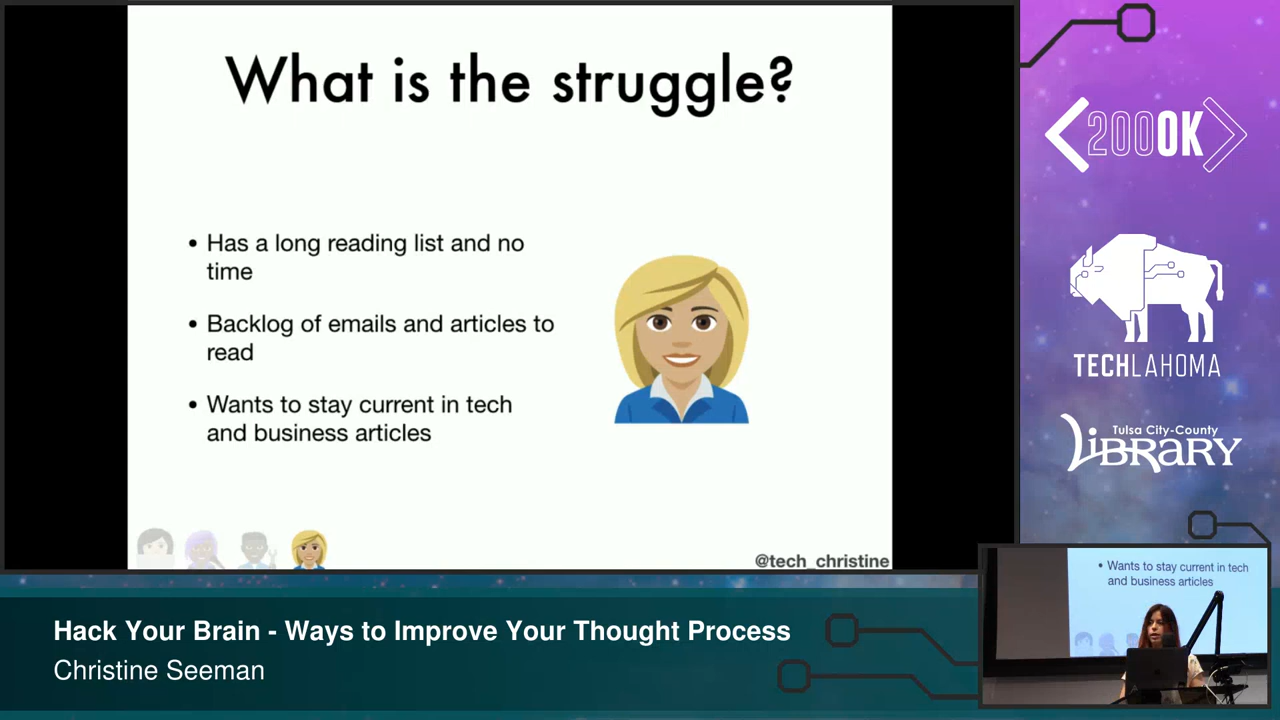 What is the struggle?
• Has a long reading list and no
time
• Backlog of emails and articles to
read
• Wants to stay current in tech
and business articles
@tech_christine
<200OK>
TECHLAHOMA
Tulsa City-County
LiBRARY
• Wants to stay current in tech
and business articles
Hack Your Brain - Ways to Improve Your Thought Process
Christine Seeman